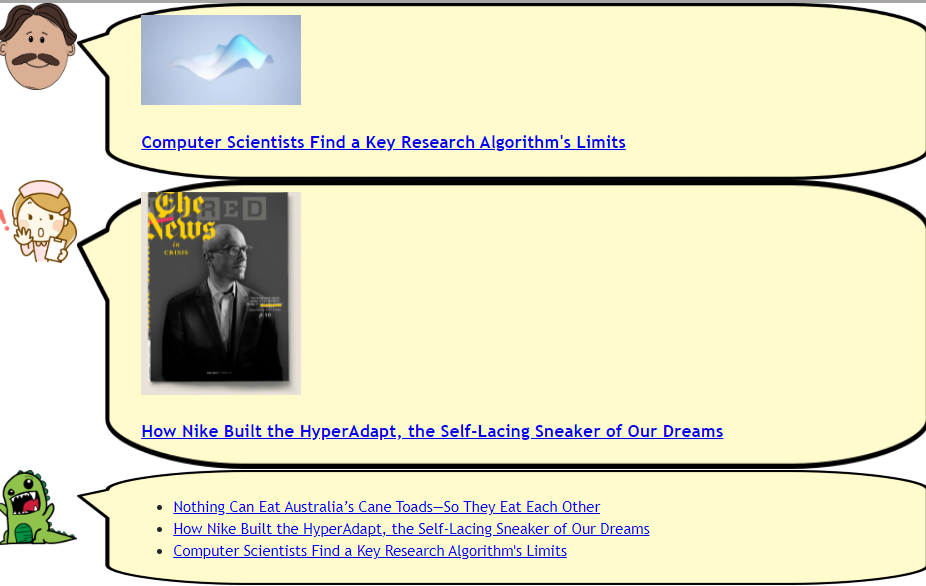 Computer Scientists Find a Key Research Algorithm's Limits
!
The
RED
News
in
CRISIS
How Nike Built the HyperAdapt, the Self-Lacing Sneaker of Our Dreams
Nothing Can Eat Australia’s Cane Toads—So They Eat Each Other
How Nike Built the HyperAdapt, the Self-Lacing Sneaker of Our Dreams
Computer Scientists Find a Key Research Algorithm's Limits